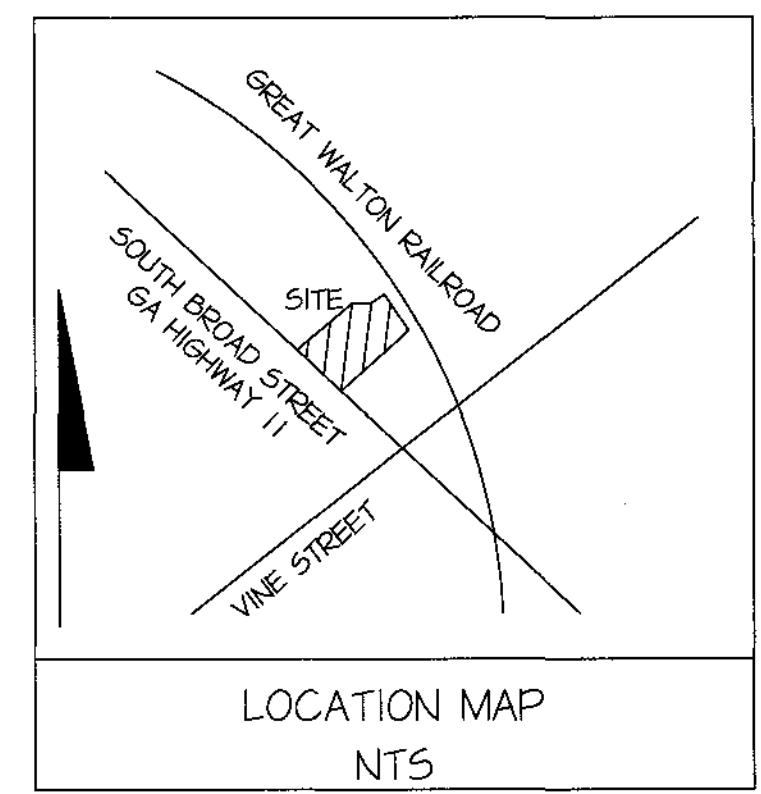 GREAT WALTON RAILROAD
SOUTH BROAD STREET
GA HIGHWAY 11
SITE
VINE STREET
LOCATION MAP
NTS